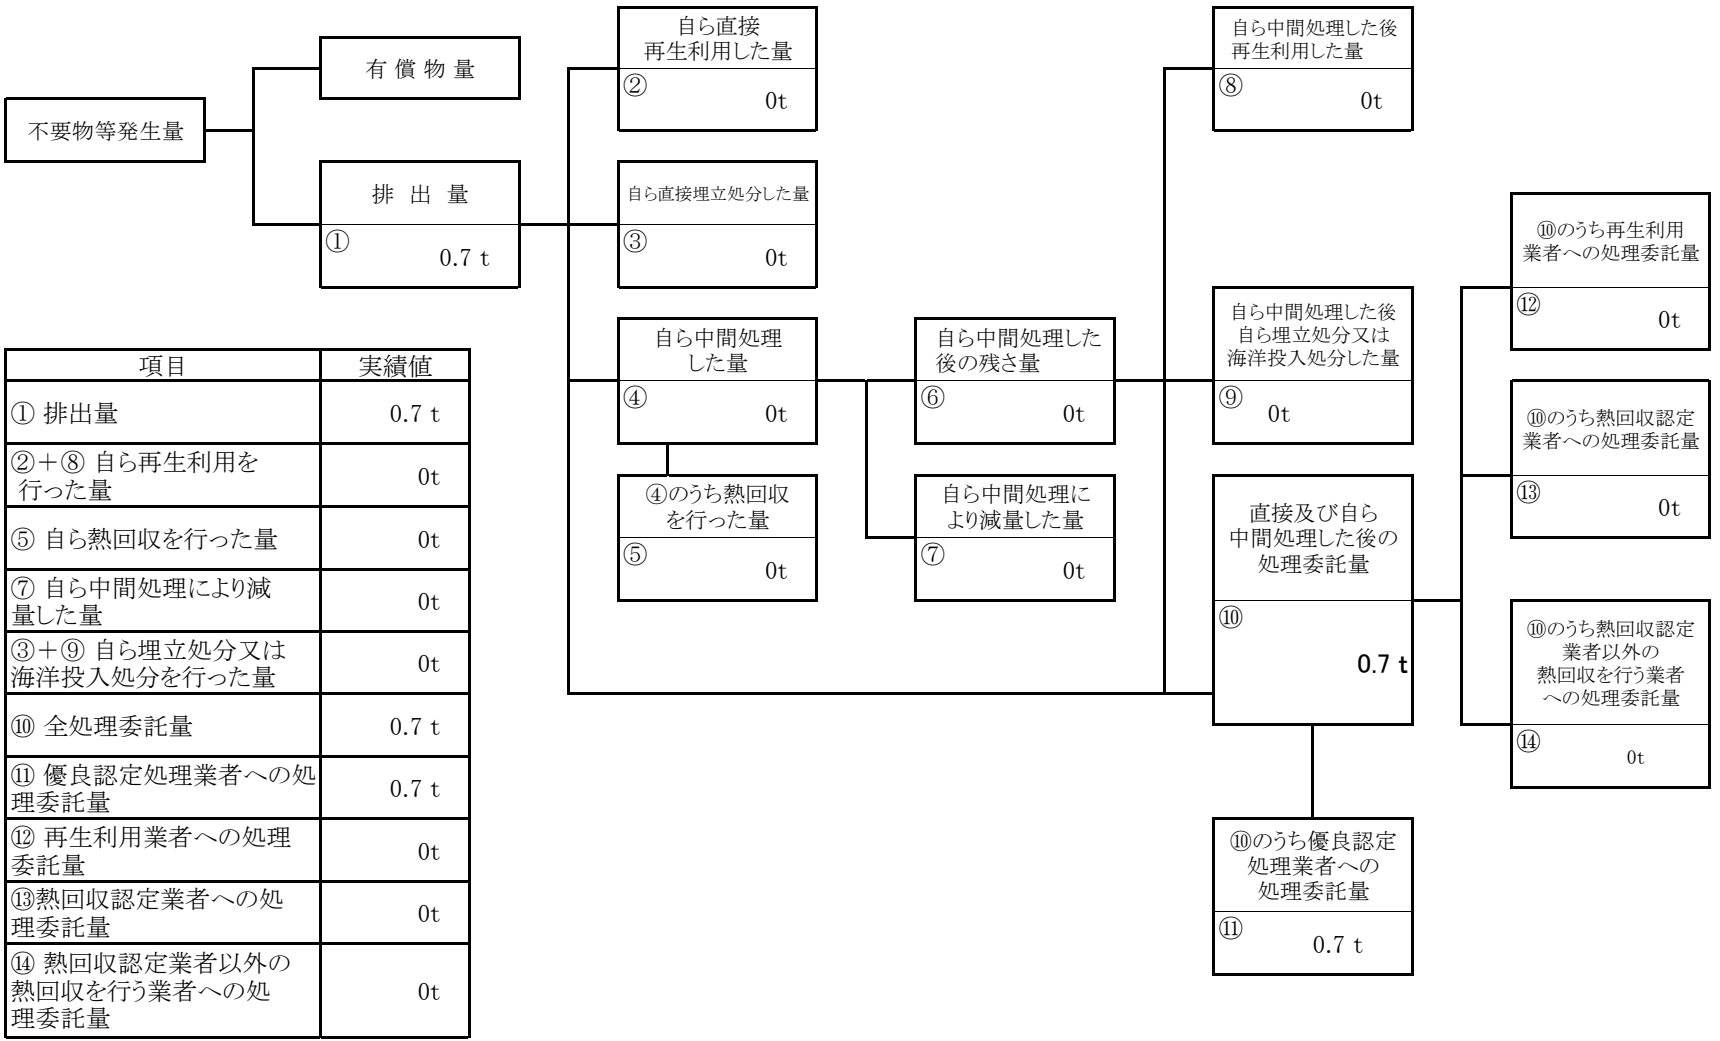 不要物等発生量
有 償 物 量
排 出 量
①
0.7 t
自ら直接
再生利用した量
②
0t
自ら直接埋立処分した量
③
0t
自ら中間処理
した量
④
0t
④のうち熱回収
を行った量
⑤
0t
自ら中間処理した
後の残さ量
⑥
0t
自ら中間処理に
より減量した量
⑦
0t
自ら中間処理した後
再生利用した量
⑧
0t
自ら中間処理した後
自ら埋立処分又は
海洋投入処分した量
⑨ 0t
直接及び自ら
中間処理した後の
処理委託量
⑩
0.7 t
⑩のうち優良認定
処理業者への
処理委託量
⑪
0.7 t
⑩のうち再生利用
業者への処理委託量
⑫
0t
⑩のうち熱回収認定
業者への処理委託量
⑬
0t
⑩のうち熱回収認定
業者以外の
熱回収を行う業者
への処理委託量
⑭
0t
項目 実績値
① 排出量 0.7 t
②＋⑧ 自ら再生利用を
行った量 0t
⑤ 自ら熱回収を行った量 0t
⑦ 自ら中間処理により減
量した量 0t
③＋⑨ 自ら埋立処分又は
海洋投入処分を行った量 0t
⑩ 全処理委託量 0.7 t
⑪ 優良認定処理業者への処
理委託量 0.7 t
⑫ 再生利用業者への処理
委託量 0t
⑬熱回収認定業者への処
理委託量 0t
⑭ 熱回収認定業者以外の
熱回収を行う業者への処
理委託量 0t